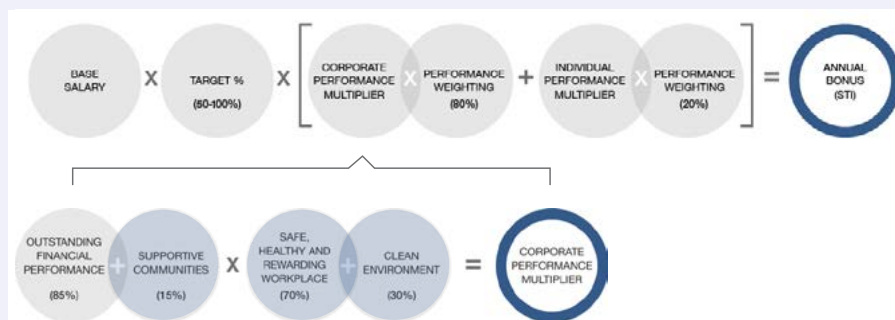 BASE
SALARY
X
TARGET %
(50-100%)
X
[
CORPORATE
PERFORMANCE
MULTIPLIER
X
PERFORMANCE
WEIGHTING
(80%)
+
INDIVIDUAL
PERFORMANCE
MULTIPLIER
X
PERFORMANCE
WEIGHTING
(20%)
]
=
ANNUAL
BONUS
(STI)
OUTSTANDING
FINANCIAL
PERFORMANCE
(85%)
+
SUPPORTIVE
COMMUNITIES
(15%)
X
SAFE,
HEALTHY AND
REWARDING
WORKPLACE
(70%)
+
CLEAN
ENVIRONMENT
(30%)
=
CORPORATE
PERFORMANCE
MULTIPLIER